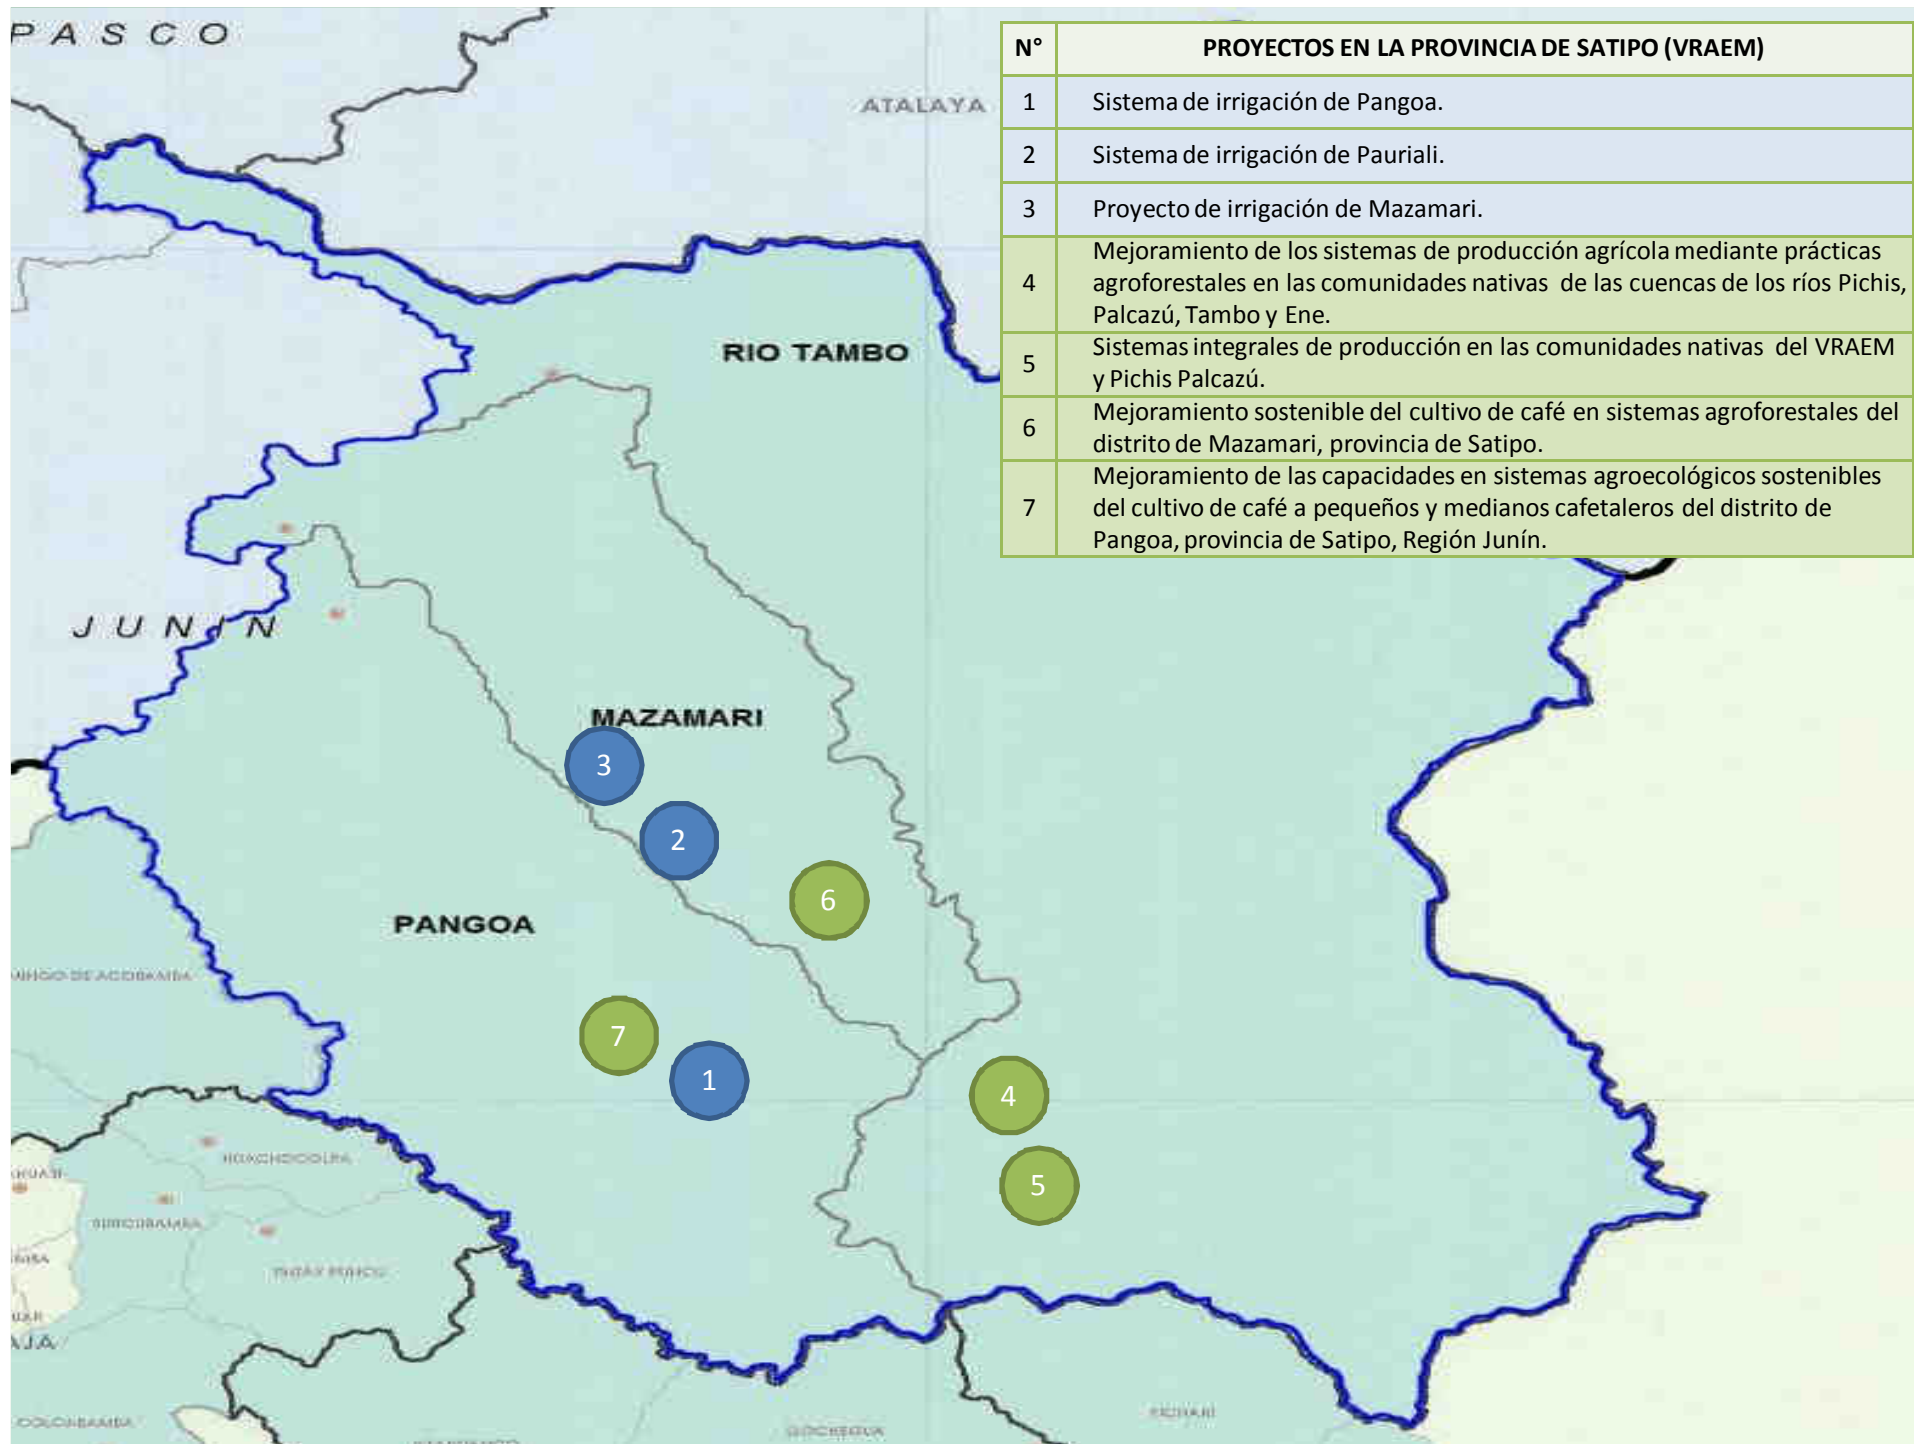 PASCO
ATALAYA
N° PROYECTOS EN LA PROVINCIA DE SATIPO (VRAEM)
1 Sistema de irrigación de Pangoa.
2 Sistema de irrigación de Pauriali.
3 Proyecto de irrigación de Mazamari.
4 Mejoramiento de los sistemas de producción agrícola mediante prácticas
agroforestales en las comunidades nativas de las cuencas de los ríos Pichis,
Palcazú, Tambo y Ene.
5 Sistemas integrales de producción en las comunidades nativas del VRAEM
y Pichis Palcazú.
6 Mejoramiento sostenible del cultivo de café en sistemas agroforestales del
distrito de Mazamari, provincia de Satipo.
7 Mejoramiento de las capacidades en sistemas agroecológicos sostenibles
del cultivo de café a pequeños y medianos cafetaleros del distrito de
Pangoa, provincia de Satipo, Región Junín.
RIO TAMBO
JUNIN
MAZAMARI
3
2
6
PANGOA
DE ACOBAMBA
7
1
4
HUACHOCOLPA
5
SURCUBAMBA
COLCABAMBA